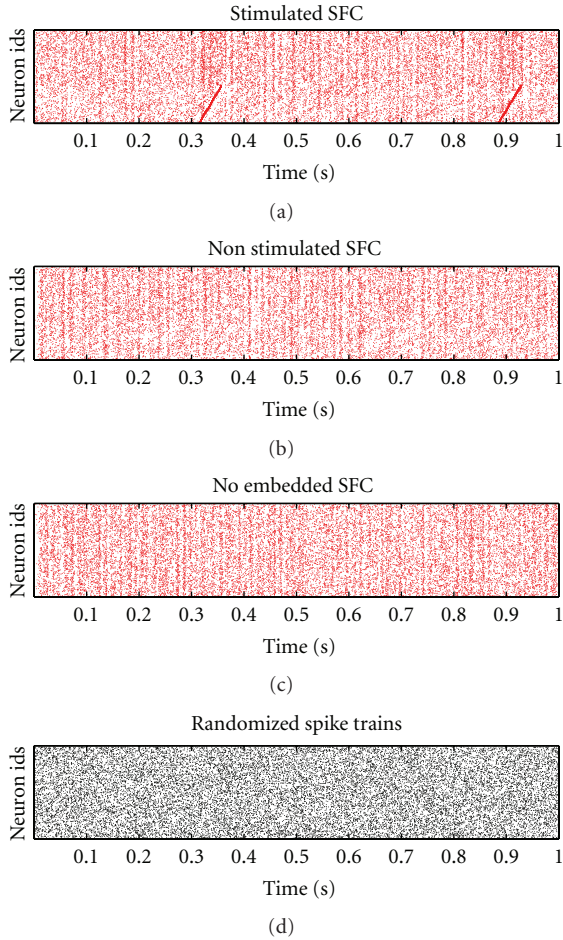 Stimulated SFC
Neuron ids
0.1 0.2 0.3 0.4 0.5 0.6 0.7 0.8 0.9 1
Time (s)
(a)
Non stimulated SFC
Neuron ids
0.1 0.2 0.3 0.4 0.5 0.6 0.7 0.8 0.9 1
Time (s)
(b)
No embedded SFC
Neuron ids
0.1 0.2 0.3 0.4 0.5 0.6 0.7 0.8 0.9 1
Time (s)
(c)
Randomized spike trains
Neuron ids
0.1 0.2 0.3 0.4 0.5 0.6 0.7 0.8 0.9 1
Time (s)
(d)